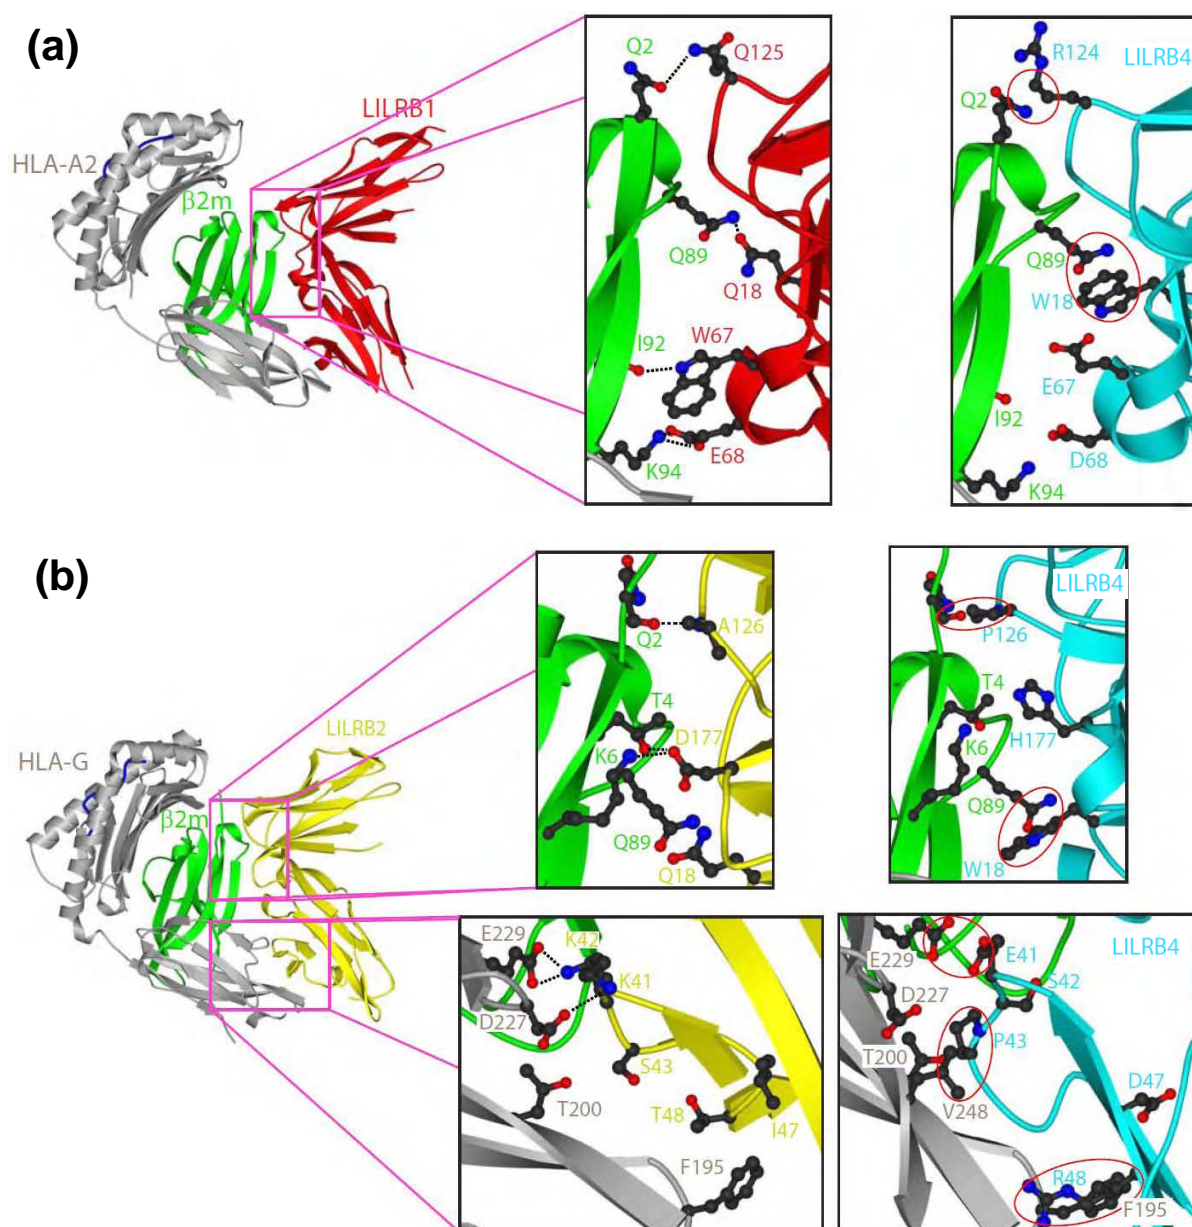 (a)
HLA-A2
β2m
LILRB1
Q2
Q125
Q89
Q18
I92
W67
K94
E68
R124
LILRB4
Q2
Q89
W18
E67
I92
D68
K94
(b)
HLA-G
β2m
LILRB2
Q2
A126
T4
D177
K6
Q89
Q18
LILRB4
P126
T4
K6
H177
Q89
W18
E229
K42
K41
D227
S43
T200
T48
I47
F195
LILRB4
E229
E41
S42
D227
P43
T200
V248
D47
R48
F195